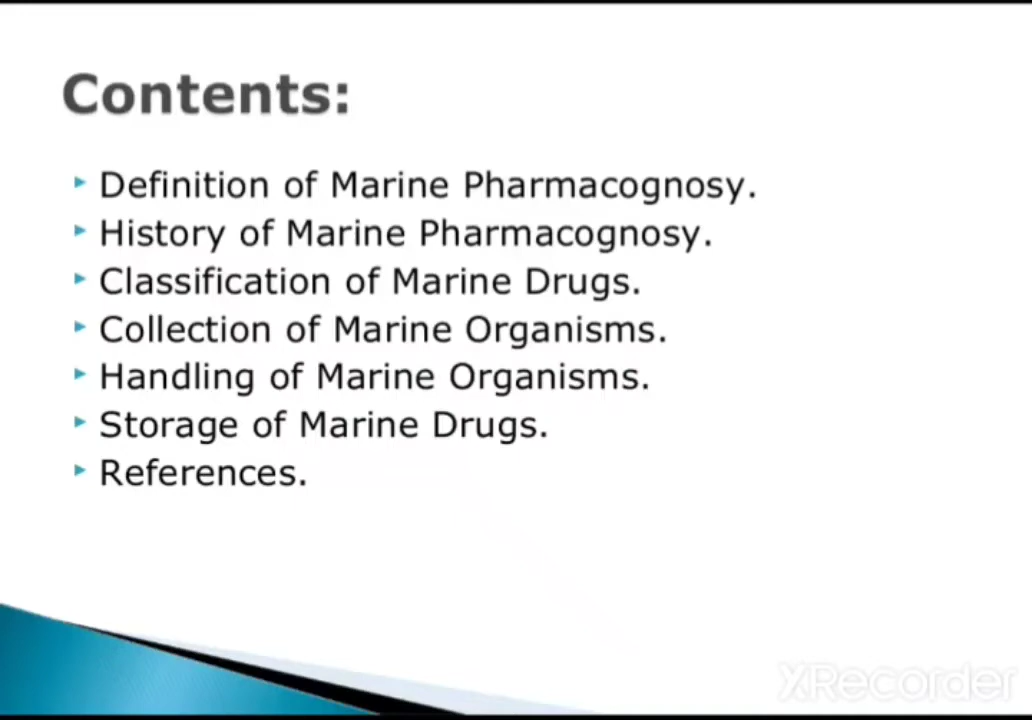 Contents:
Definition of Marine Pharmacognosy.
History of Marine Pharmacognosy.
Classification of Marine Drugs.
Collection of Marine Organisms.
Handling of Marine Organisms.
Storage of Marine Drugs.
References.
XRecorder